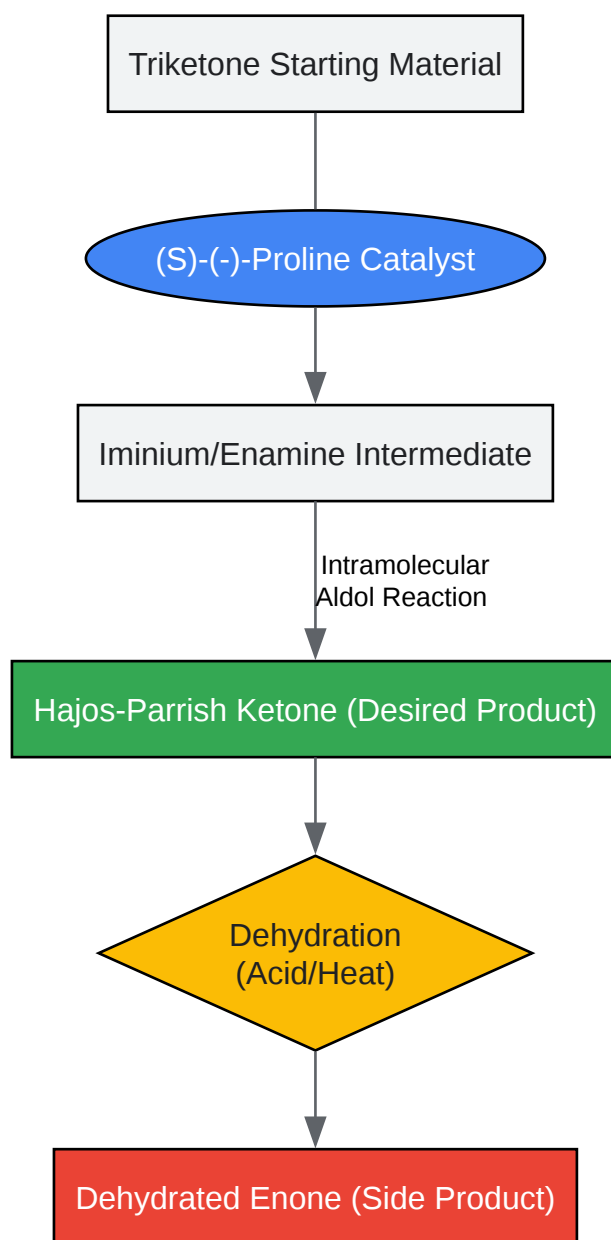 Triketone Starting Material
(S)-(-)-Proline Catalyst
Iminium/Enamine Intermediate
Intramolecular
Aldol Reaction
Hajos-Parrish Ketone (Desired Product)
Dehydration
(Acid/Heat)
Dehydrated Enone (Side Product)